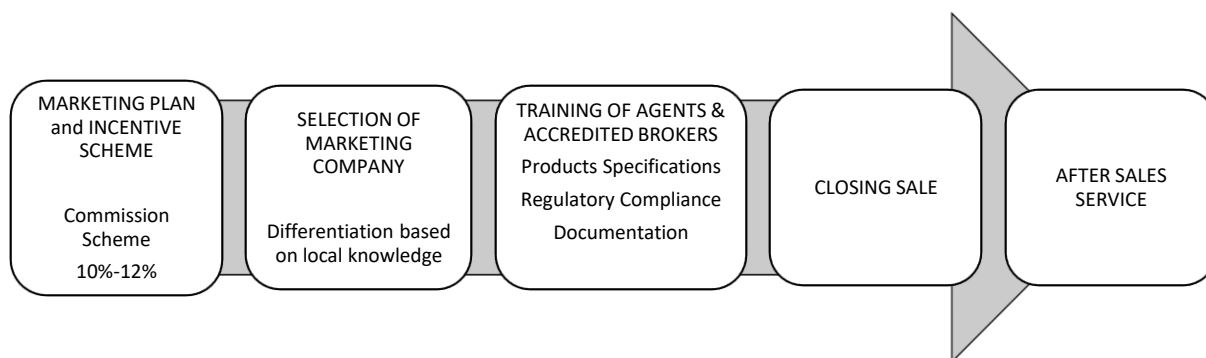 MARKETING PLAN
and INCENTIVE
SCHEME
Commission
Scheme
10%-12%
SELECTION OF
MARKETING
COMPANY
Differentiation based
on local knowledge
TRAINING OF AGENTS &
ACCREDITED BROKERS
Products Specifications
Regulatory Compliance
Documentation
CLOSING SALE
AFTER SALES
SERVICE